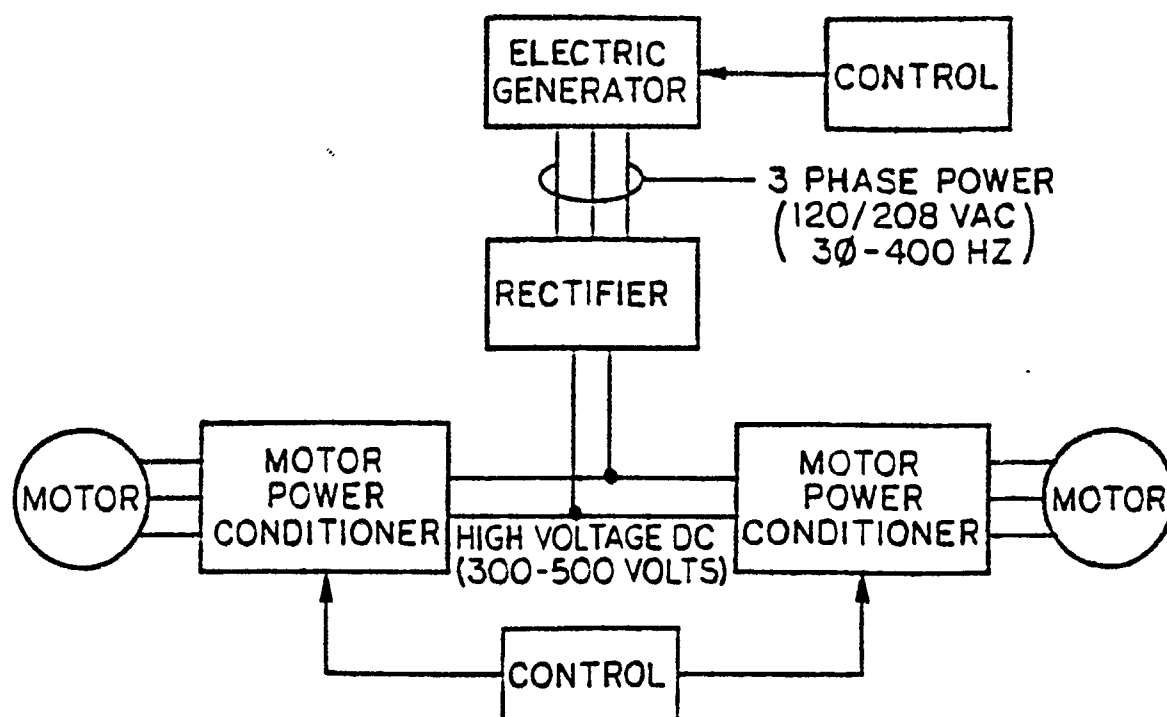 ELECTRIC
GENERATOR
CONTROL
3 PHASE POWER
(120/208 VAC
3Ø-400 HZ)
RECTIFIER
MOTOR
MOTOR
POWER
CONDITIONER
HIGH VOLTAGE DC
(300-500 VOLTS)
MOTOR
POWER
CONDITIONER
MOTOR
CONTROL